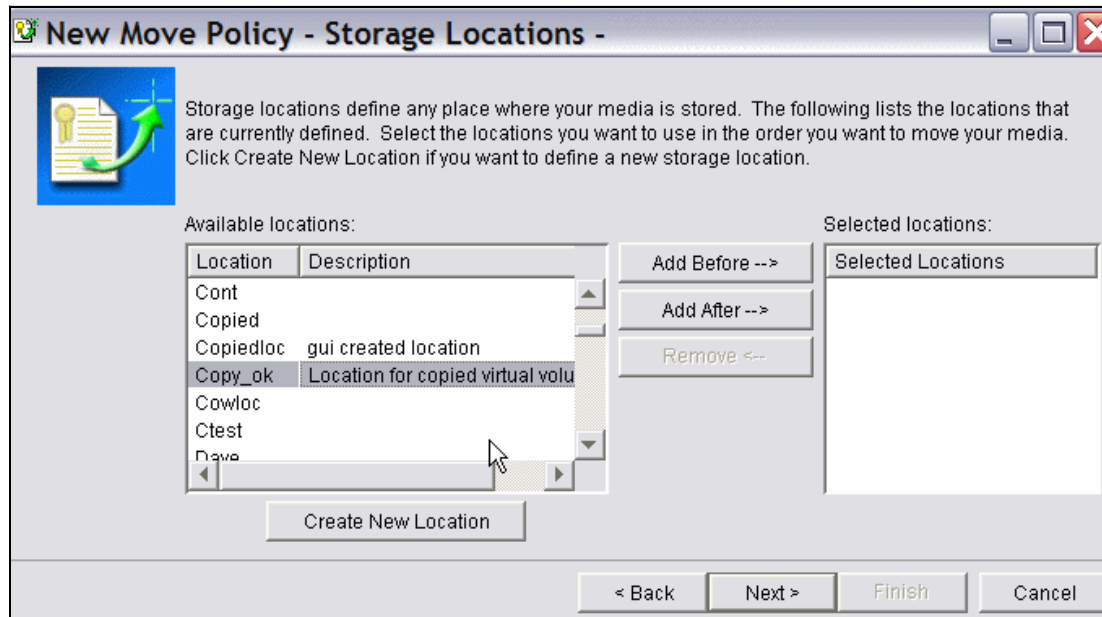 New Move Policy - Storage Locations -
Storage locations define any place where your media is stored. The following lists the locations that
are currently defined. Select the locations you want to use in the order you want to move your media.
Click Create New Location if you want to define a new storage location.
Available locations:
Selected locations:
Location Description
Add Before -->
Selected Locations
Cont
Add After -->
Copied
Copiedloc gui created location
Remove <--
Copy_ok Location for copied virtual volu
Cowloc
Ctest
Dave
Create New Location
< Back
Next >
Finish
Cancel